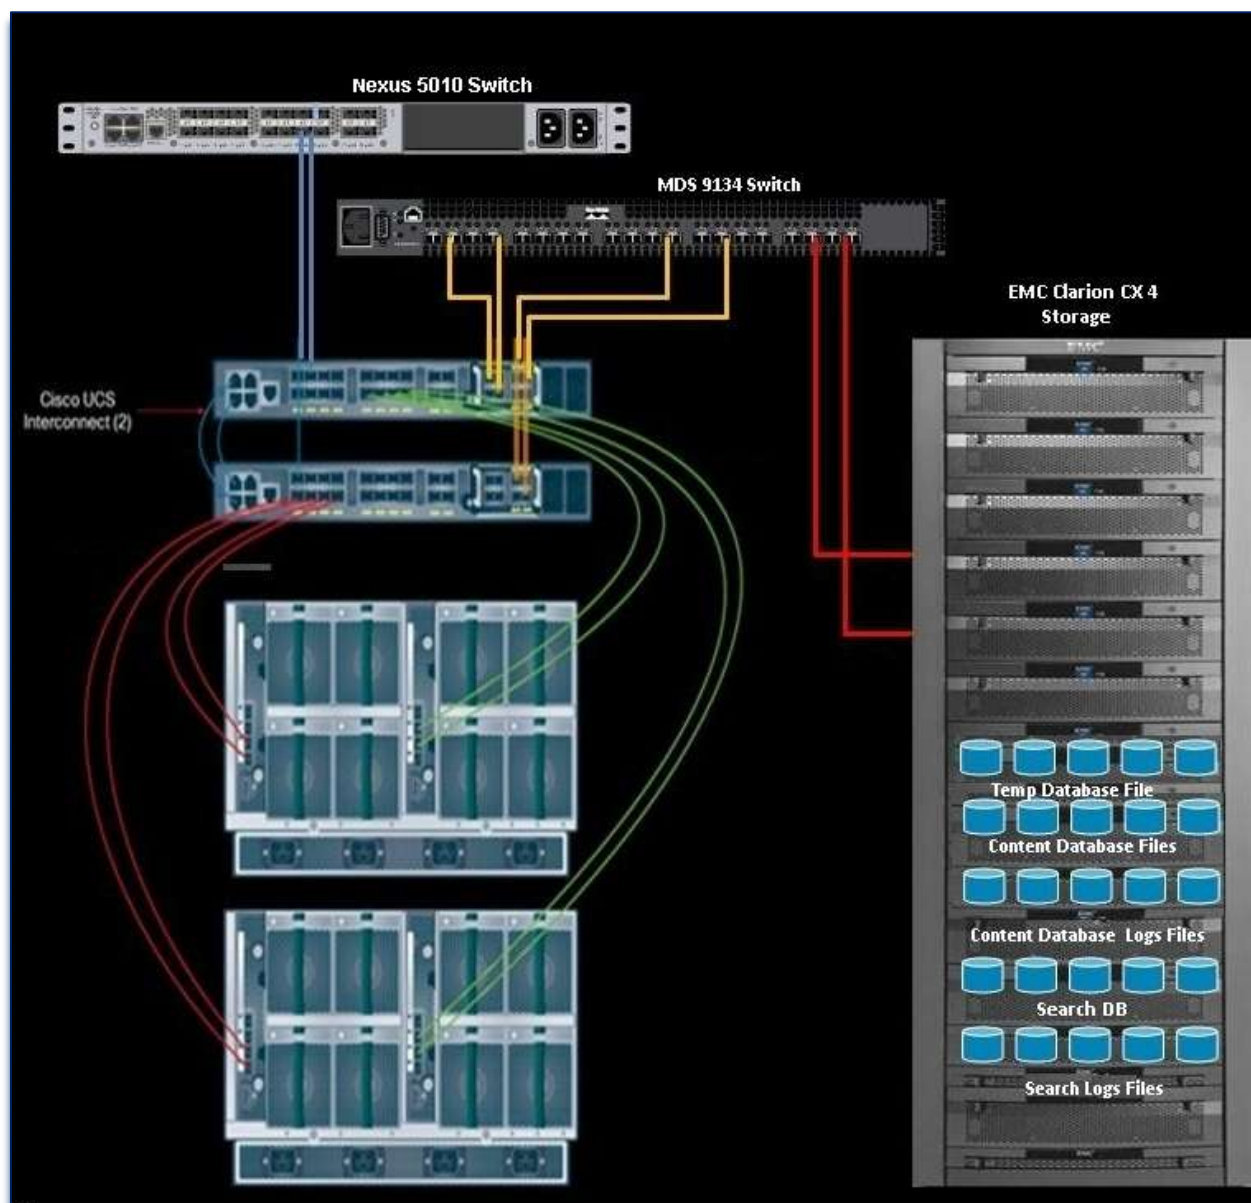 Nexus 5010 Switch
MDS 9134 Switch
EMC Clarion CX 4
Storage
EMC
Cisco UCS
Interconnect (2)
Temp Database File
Content Database Files
Content Database Logs Files
Search DB
Search Logs Files